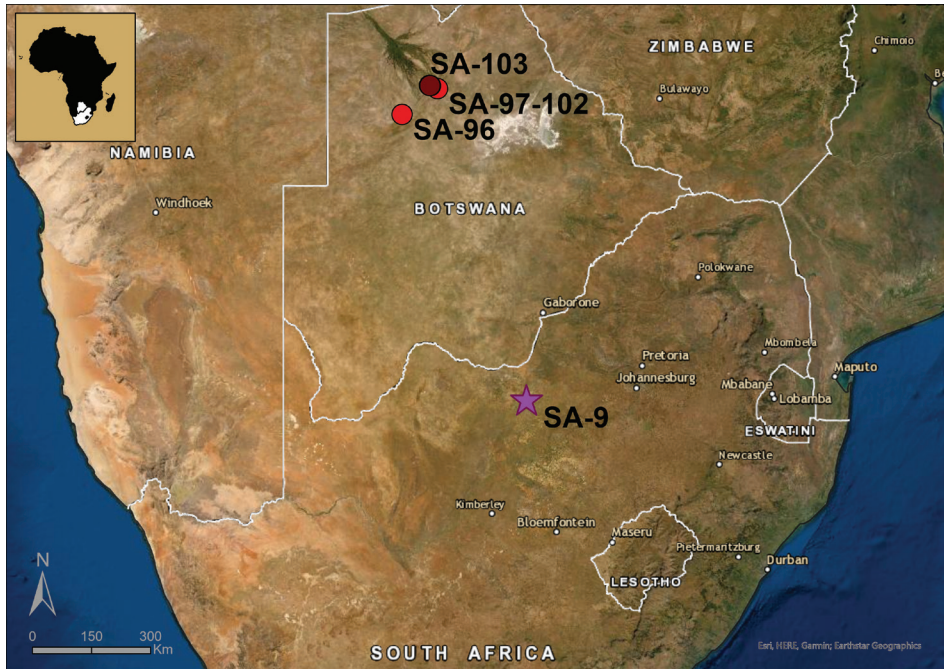 ZIMBABWE
Chimoio
SA-103
Bulawayo
SA-97-102
SA-96
NAMIBIA
Windhoek
BOTSWANA
Polokwane
Gaborone
Mbombela
Pretoria
Maputo
Johannesburg
Mbabane
Lobamba
SA-9
ESWATINI
Newcastle
Kimberley
Bloemfontein
Maseru
Pietermaritzburg
Durban
N
LESOTHO
0 150 300
Km
SOUTH AFRICA
Esri, HERE, Garmin; Earthstar Geographics